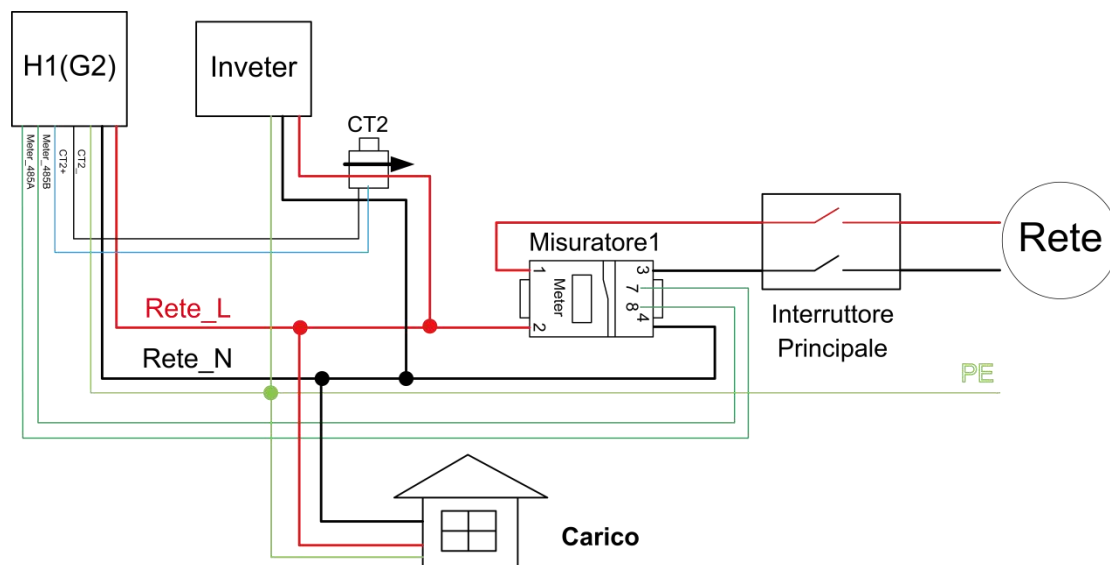 H1(G2)
Inveter
CT2
Meter_485A
Meter_485B
CT2+
CT2_
Misuratore1
1
3
7
8
4
2
Meter
Rete
Interruttore
Principale
Rete_L
Rete_N
PE
Carico